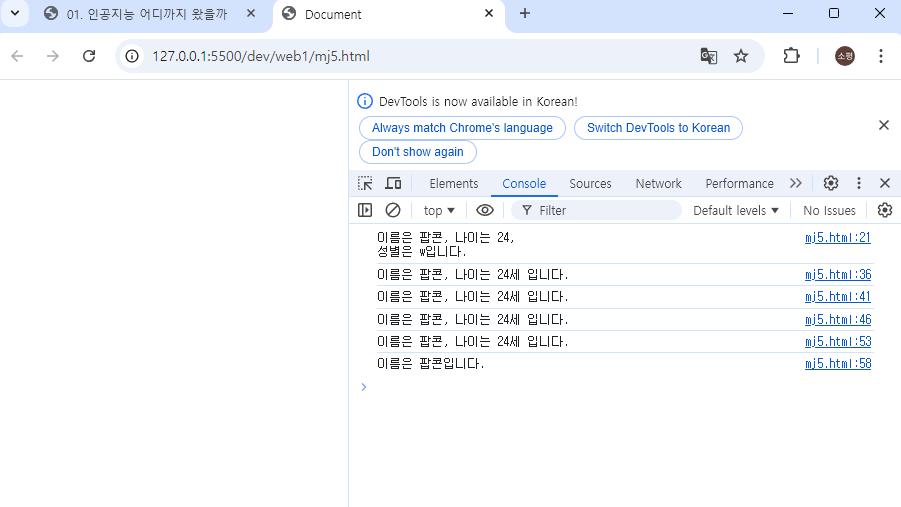 01. 인공지능 어디까지 왔을까
Document
127.0.0.1:5500/dev/web1/mj5.html
소평
DevTools is now available in Korean!
Always match Chrome's language
Switch DevTools to Korean
Don't show again
Elements
Console
Sources
Network
Performance
top
Filter
Default levels
No Issues
이름은 팝콘, 나이는 24,
mj5.html:21
성별은 w입니다.
이름은 팝콘, 나이는 24세 입니다.
mj5.html:36
이름은 팝콘, 나이는 24세 입니다.
mj5.html:41
이름은 팝콘, 나이는 24세 입니다.
mj5.html:46
이름은 팝콘, 나이는 24세 입니다.
mj5.html:53
이름은 팝콘입니다.
mj5.html:58